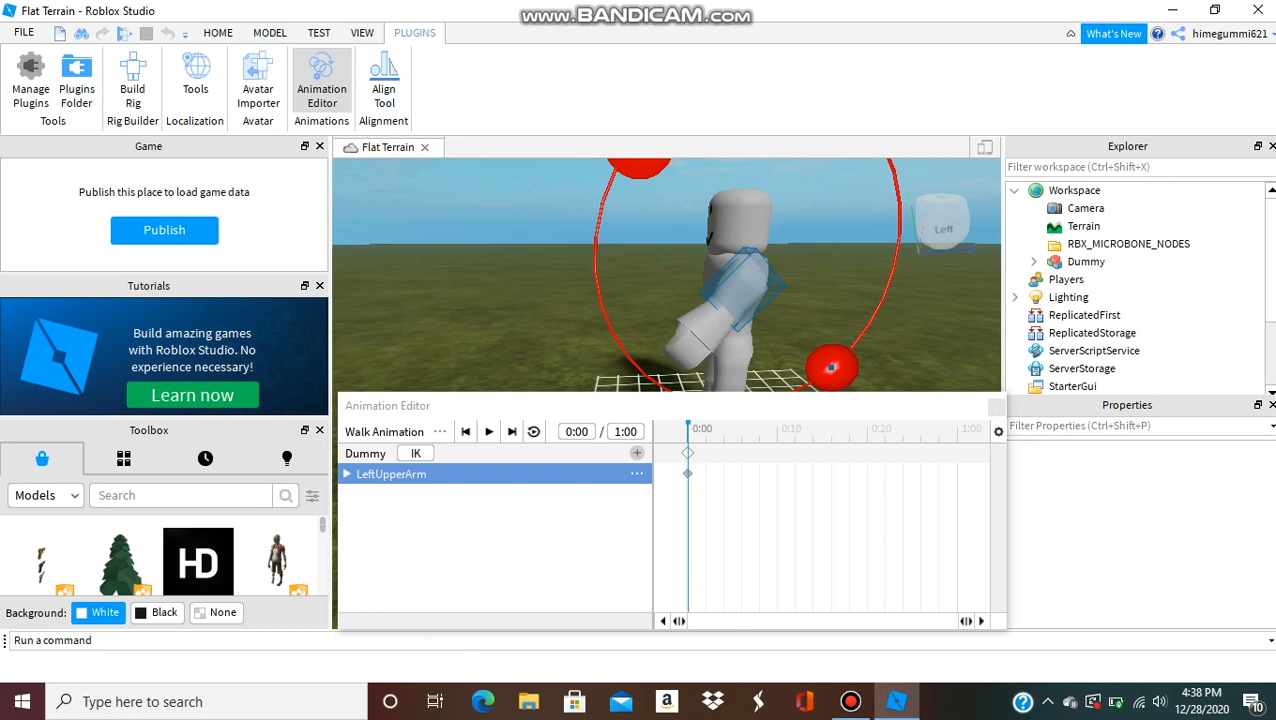 Flat Terrain - Roblox Studio
www.BANDICAM.com
FILE HOME MODEL TEST VIEW PLUGINS What's New himegummi621
Manage Plugins
Plugins Folder
Build Rig
Tools
Avatar Importer
Animation Editor
Align Tool
Tools Rig Builder Localization Avatar Animations Alignment
Game
Publish this place to load game data
Publish
Tutorials
Build amazing games
with Roblox Studio. No
experience necessary!
Learn now
Toolbox
Models Search
HD
Background: White Black None
Run a command
Flat Terrain
Left
Animation Editor
Walk Animation 0:00 / 1:00 0:00 0:10 0:20 1:00
Dummy IK
LeftUpperArm
Explorer
Filter workspace (Ctrl+Shift+X)
Workspace
Camera
Terrain
RBX_MICROBONE_NODES
Dummy
Players
Lighting
ReplicatedFirst
ReplicatedStorage
ServerScriptService
ServerStorage
StarterGui
Properties
Filter Properties (Ctrl+Shift+P)
Type here to search
4:38 PM
12/28/2020
10